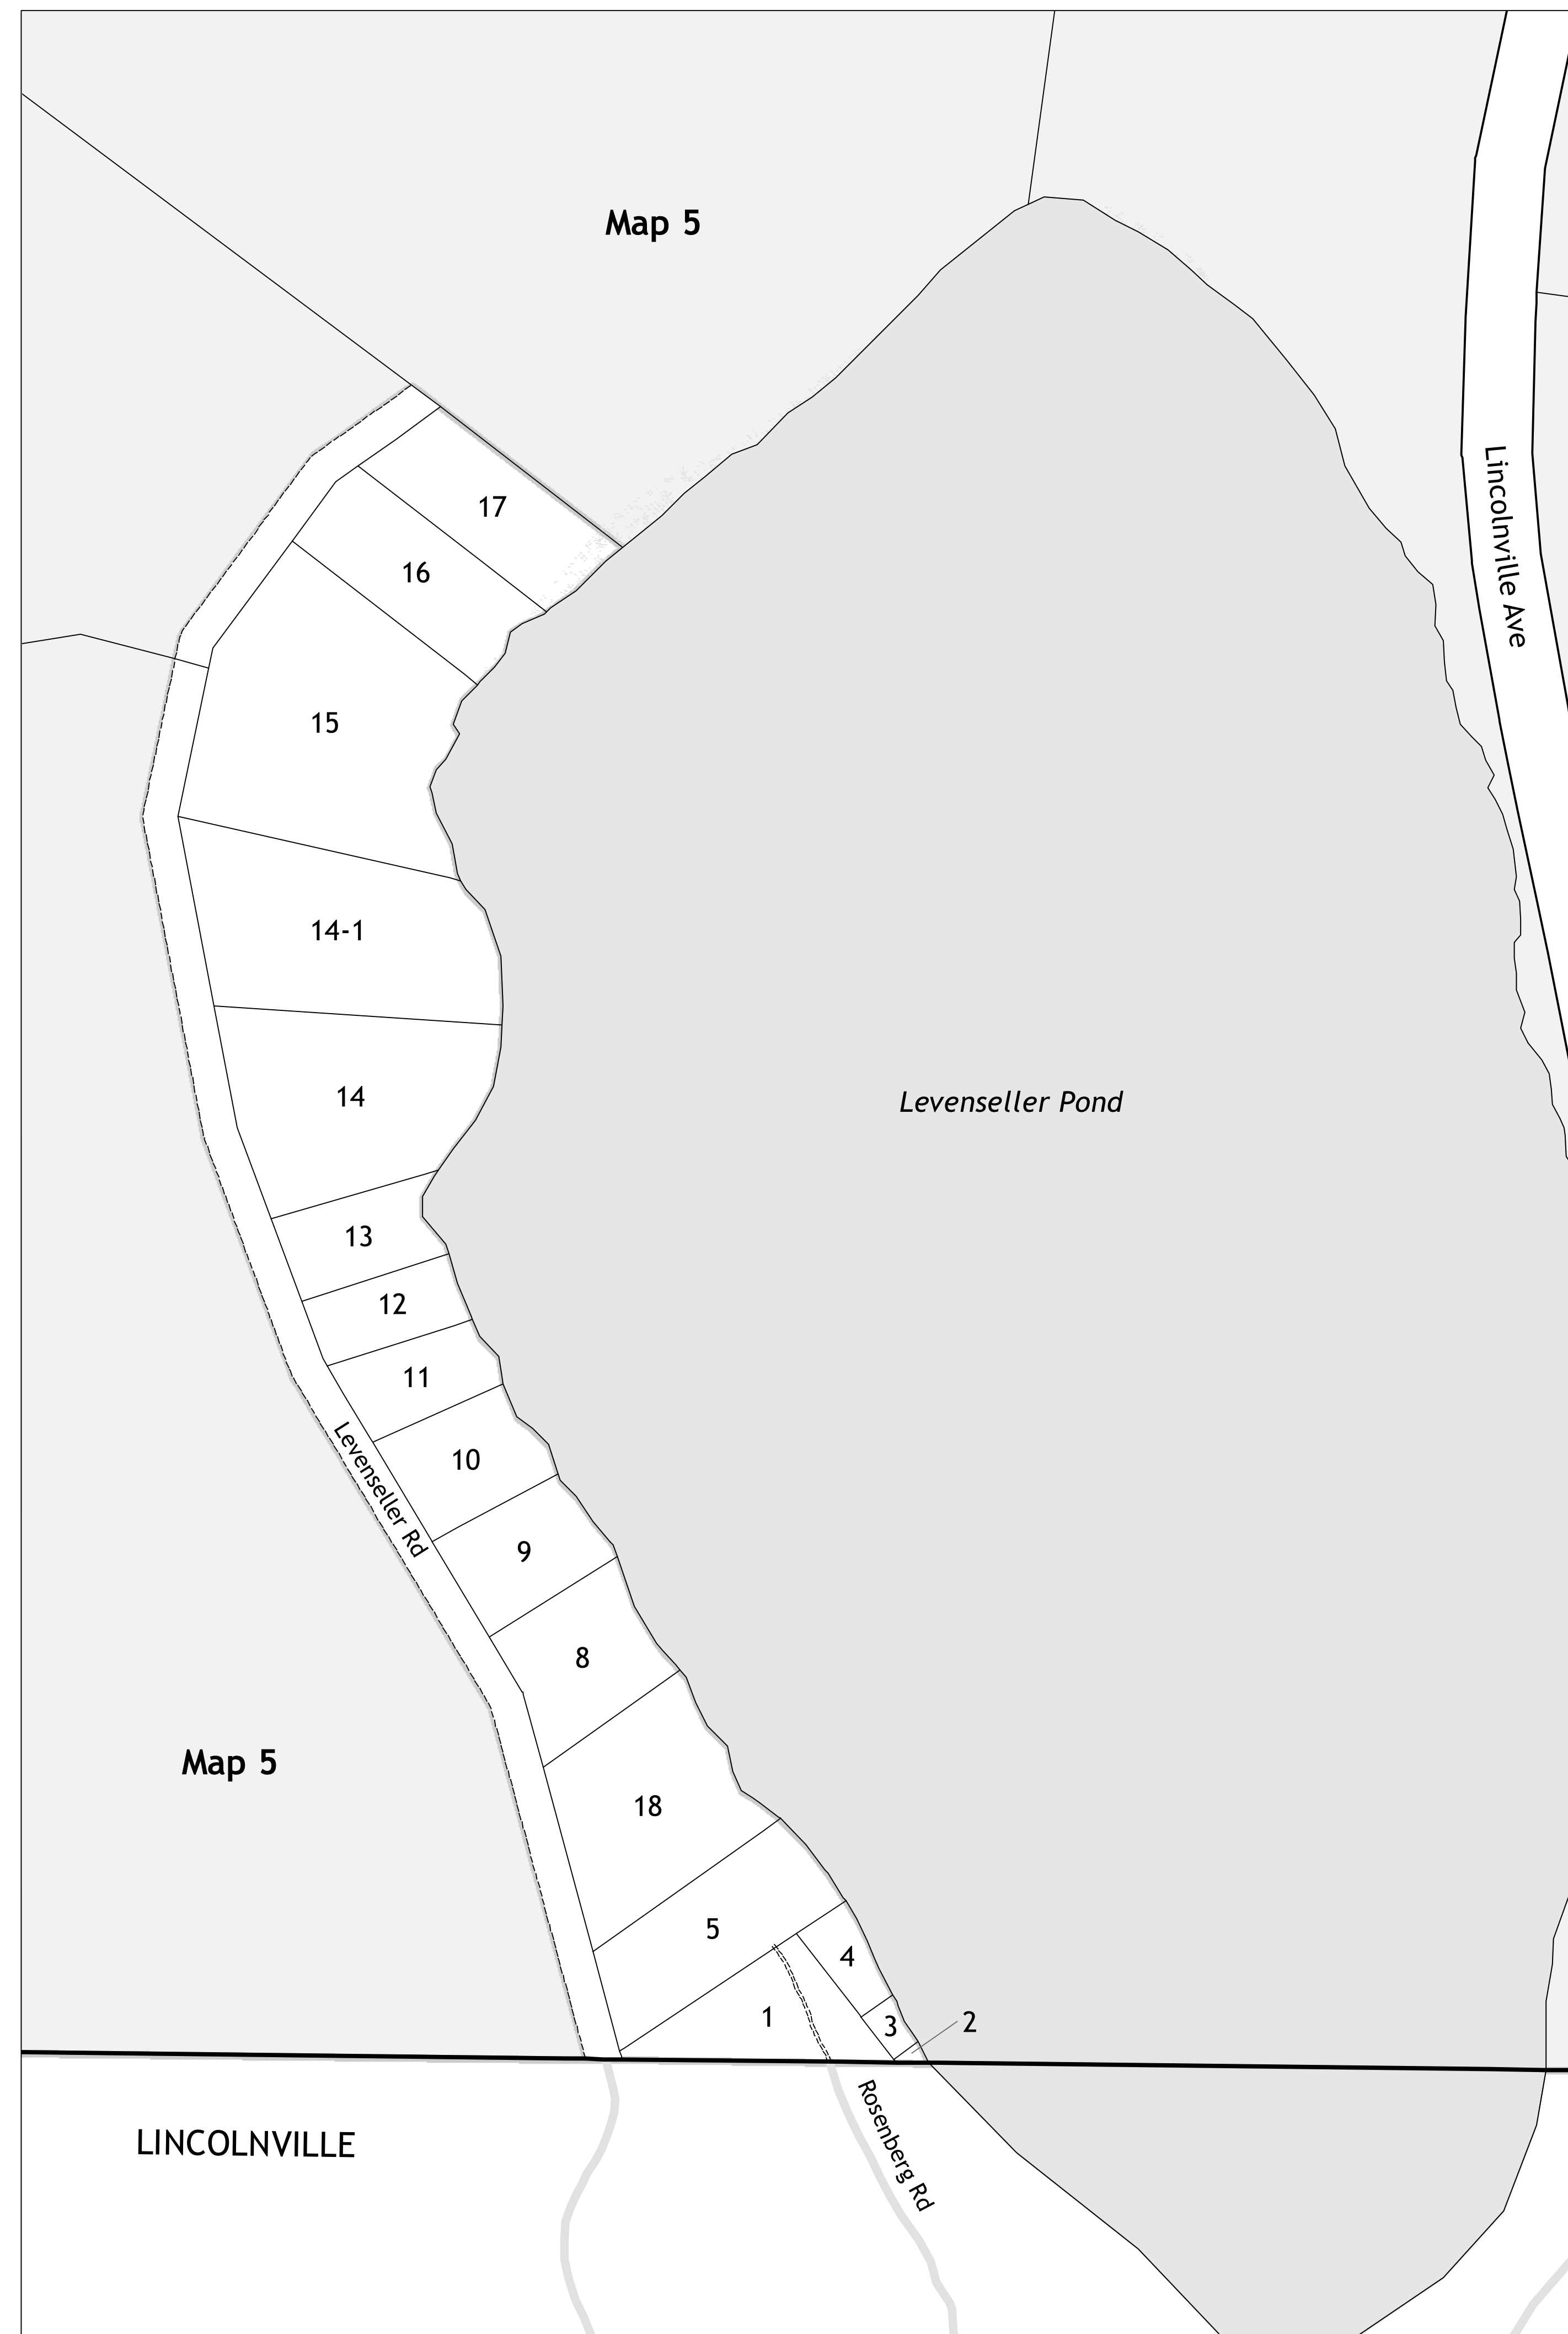 Map 5
Lincolnville Ave
17
16
15
14-1
14
Levenseller Pond
13
12
11
10
Levenseller Rd
9
8
Map 5
18
5
4
1
3
2
Rosenberg Rd
LINCOLNVILLE